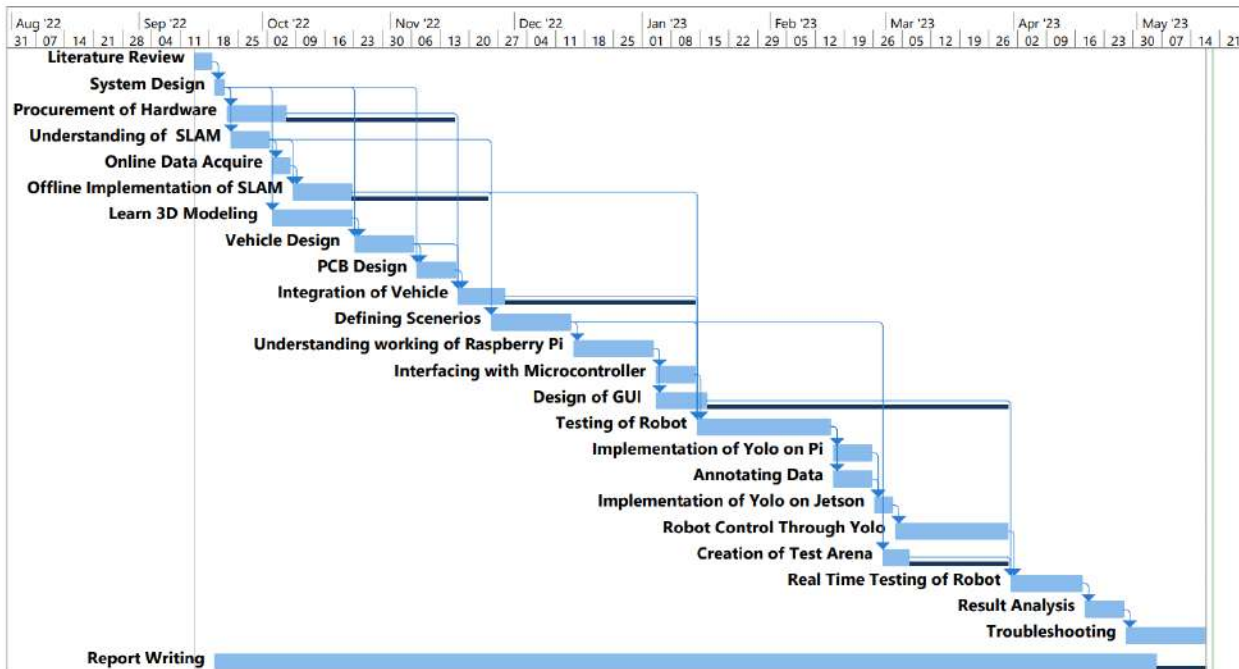 Aug '22 Sep '22 Oct '22 Nov '22 Dec '22 Jan '23 Feb '23 Mar '23 Apr '23 May '23
31 07 14 21 28 04 11 18 25 02 09 16 23 30 06 13 20 27 04 11 18 25 01 08 15 22 29 05 12 19 26 05 12 19 26 02 09 16 23 30 07 14 21
Literature Review
System Design
Procurement of Hardware
Understanding of SLAM
Online Data Acquire
Offline Implementation of SLAM
Learn 3D Modeling
Vehicle Design
PCB Design
Integration of Vehicle
Defining Scenerios
Understanding working of Raspberry Pi
Interfacing with Microcontroller
Design of GUI
Testing of Robot
Implementation of Yolo on Pi
Annotating Data
Implementation of Yolo on Jetson
Robot Control Through Yolo
Creation of Test Arena
Real Time Testing of Robot
Result Analysis
Troubleshooting
Report Writing